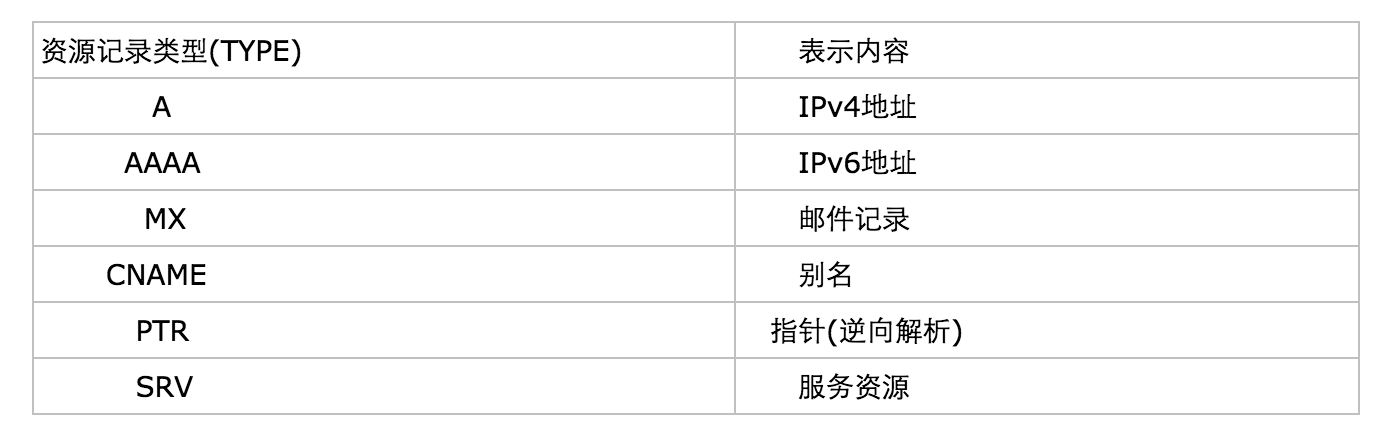 资源记录类型(TYPE) 表示内容
A IPv4地址
AAAA IPv6地址
MX 邮件记录
CNAME 别名
PTR 指针(逆向解析)
SRV 服务资源